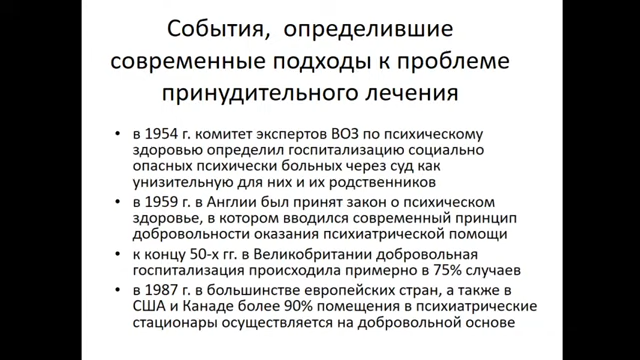 События,  определившие
современные подходы к проблеме
принудительного лечения
• в 1954 г. комитет экспертов ВОЗ по психическому
здоровью определил госпитализацию социально
опасных психически больных через суд как
унизительную для них и их родственников
• в 1959 г. в Англии был принят закон о психическом
здоровье, в котором вводился современный принцип
добровольности оказания психиатрической помощи
• к концу 50-х гг. в Великобритании добровольная
госпитализация происходила примерно в 75% случаев
• в 1987 г. в большинстве европейских стран, а также в
США и Канаде более 90% помещения в психиатрические
стационары осуществляется на добровольной основе